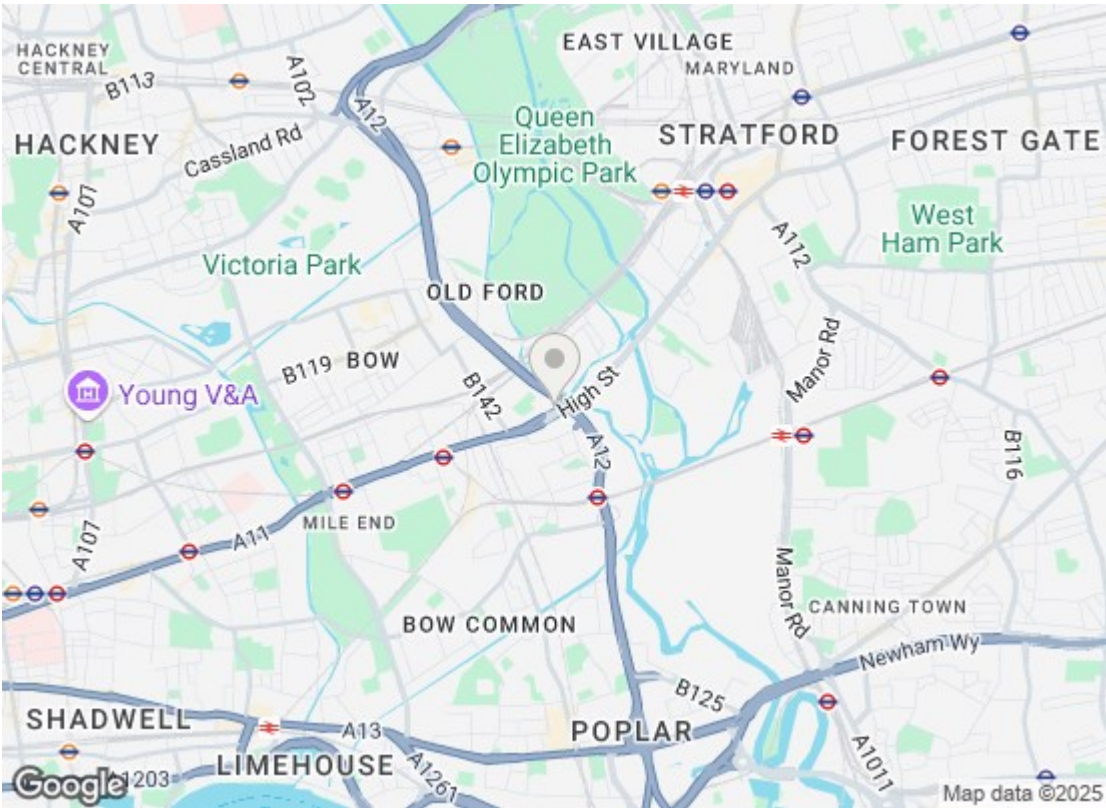 HACKNEY
CENTRAL
B113
A102
A12
EAST VILLAGE
MARYLAND
HACKNEY
Cassland Rd
Queen
Elizabeth
Olympic Park
STRATFORD
FOREST GATE
A107
A112
West
Ham Park
Victoria Park
OLD FORD
B119
BOW
B142
High St
Manor Rd
Young V&A
A12
B116
MILE END
A11
A107
Manor Rd
BOW COMMON
CANNING TOWN
Newham Wy
B125
SHADWELL
A13
POPLAR
LIMEHOUSE
A1261
A1011
Google
A1203
Map data ©2025